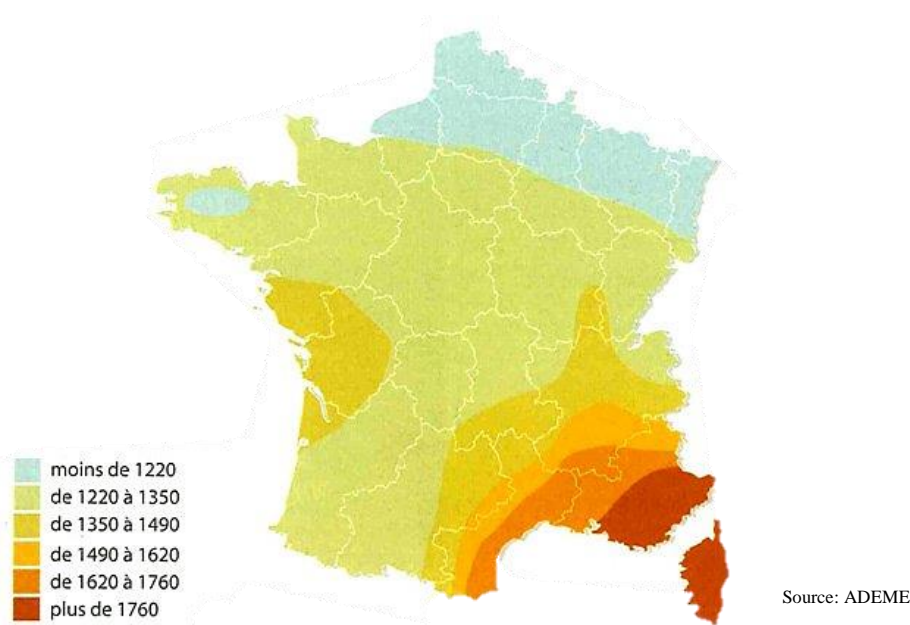 moins de 1220
de 1220 à 1350
de 1350 à 1490
de 1490 à 1620
de 1620 à 1760
plus de 1760
Source: ADEME